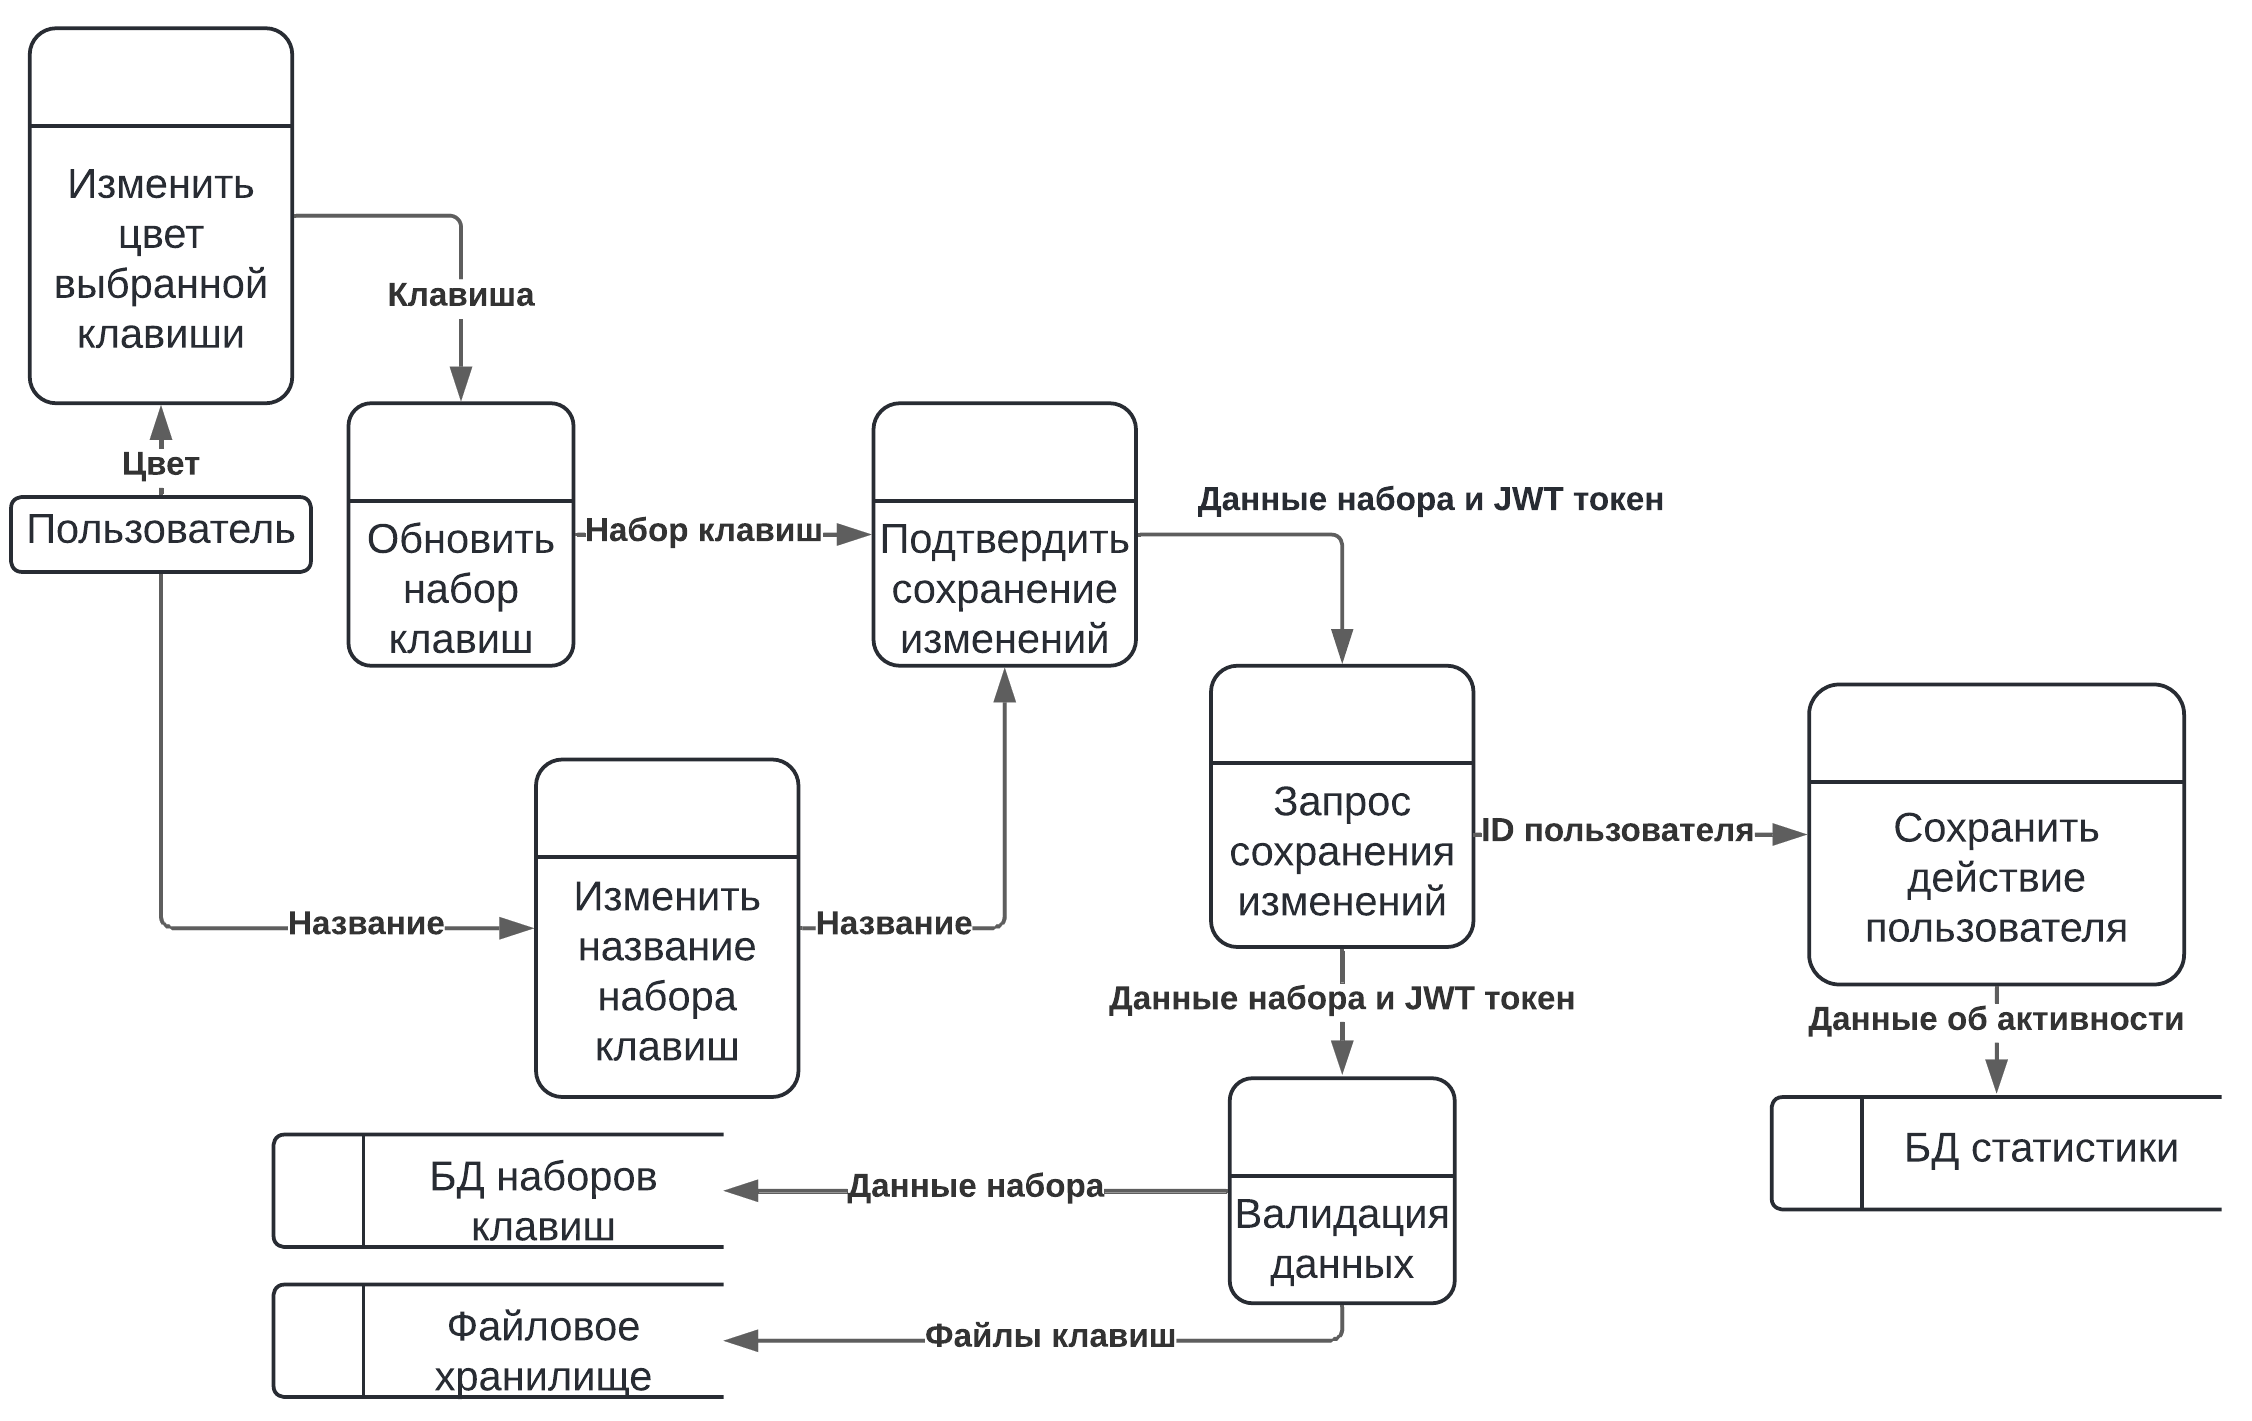 Изменить
цвет
выбранной
клавиши
Клавиша
Цвет
Пользователь
Обновить
набор
клавиш
Набор клавиш
Подтвердить
сохранение
изменений
Данные набора и JWT токен
Запрос
сохранения
изменений
ID пользователя
Сохранить
действие
пользователя
Название
Изменить
название
набора
клавиш
Название
Данные набора и JWT токен
Данные об активности
БД наборов
клавиш
Данные набора
Валидация
данных
БД статистики
Файловое
хранилище
Файлы клавиш